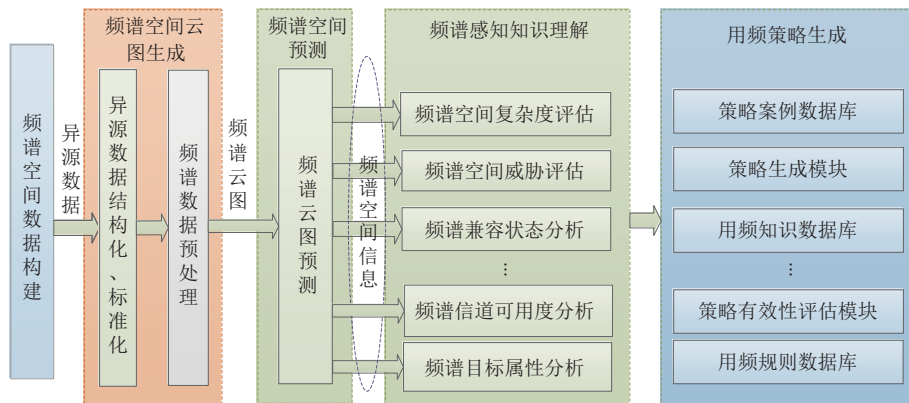 频谱空间数据构建
异源数据
频谱空间云
图生成
异源数据结构化、标准化
频谱数据预处理
频谱云图
频谱空间
预测
频谱云图预测
频谱空间信息
频谱感知知识理解
频谱空间复杂度评估
频谱空间威胁评估
频谱兼容状态分析
⋮
频谱信道可用度分析
频谱目标属性分析
用频策略生成
策略案例数据库
策略生成模块
用频知识数据库
⋮
策略有效性评估模块
用频规则数据库